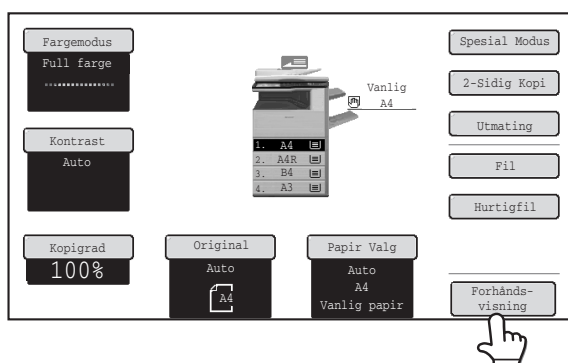 Fargemodus
Full farge
Kontrast
Auto
Kopigrad
100%
Original
Auto
A4
Papir Valg
Auto
A4
Vanlig papir
Vanlig
A4
1. A4
2. A4R
3. B4
4. A3
Spesial Modus
2-Sidig Kopi
Utmating
Fil
Hurtigfil
Forhånds-
visning